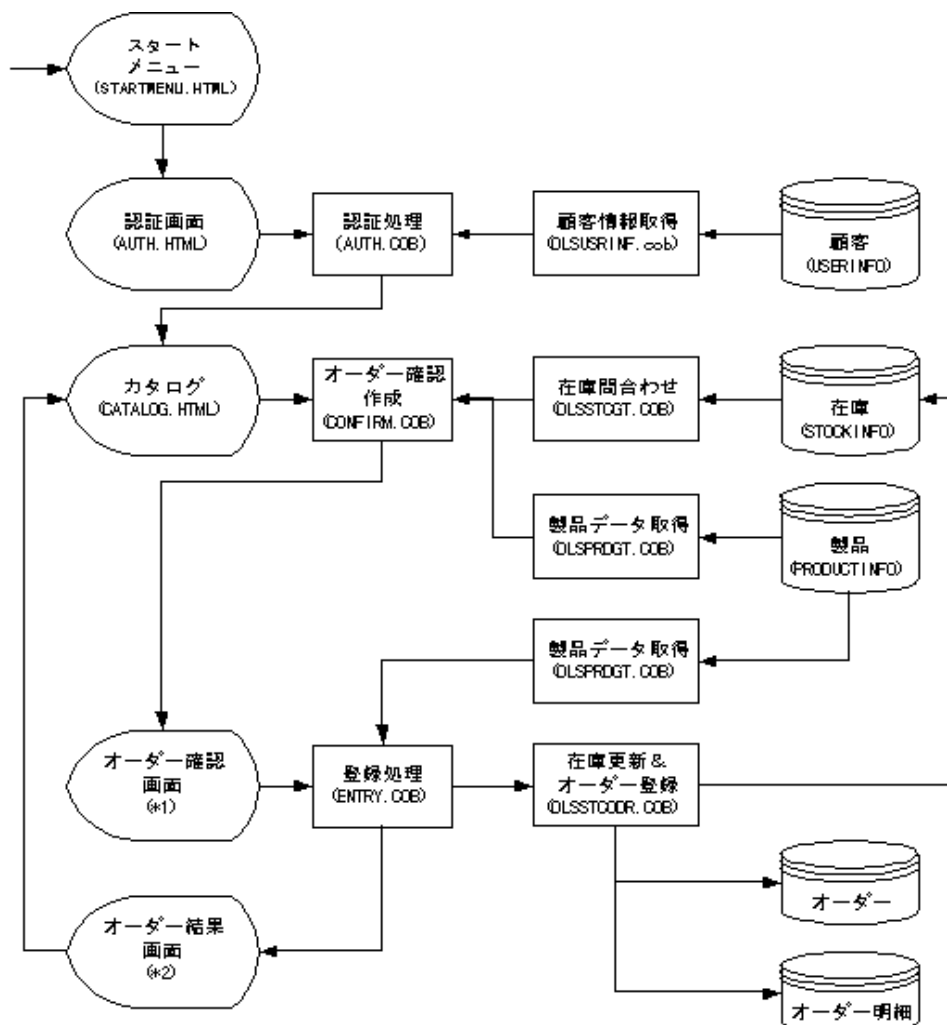 スタート
メニュー
(STARTMENU.HTML)
認証画面
(AUTH.HTML)
認証処理
(AUTH.COB)
顧客情報取得
(OLSUSRINF.cob)
顧客
(USERINFO)
カタログ
(CATALOG.HTML)
オーダー確認
作成
(CONFIRM.COB)
在庫問合わせ
(OLSSTCGT.COB)
在庫
(STOCKINFO)
製品データ取得
(OLSPRDGT.COB)
製品
(PRODUCTINFO)
製品データ取得
(OLSPRDGT.COB)
オーダー確認
画面
(*1)
登録処理
(ENTRY.COB)
在庫更新&
オーダー登録
(OLSSTCODR.COB)
オーダー
オーダー結果
画面
(*2)
オーダー明細